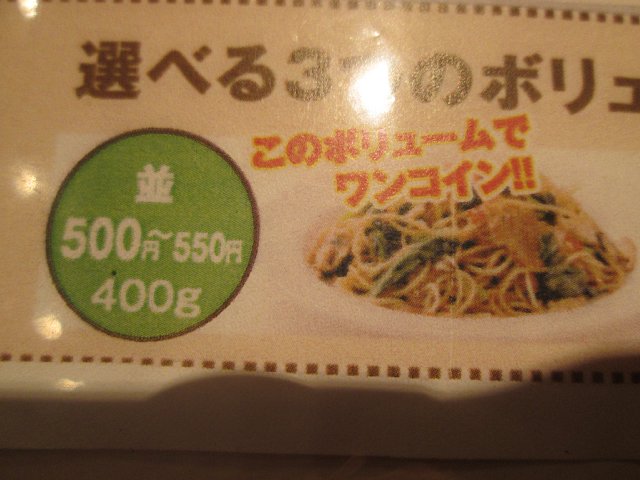 選べる3つのボリュ
このボリュームで
ワンコイン!!
並
500円~550円
400g